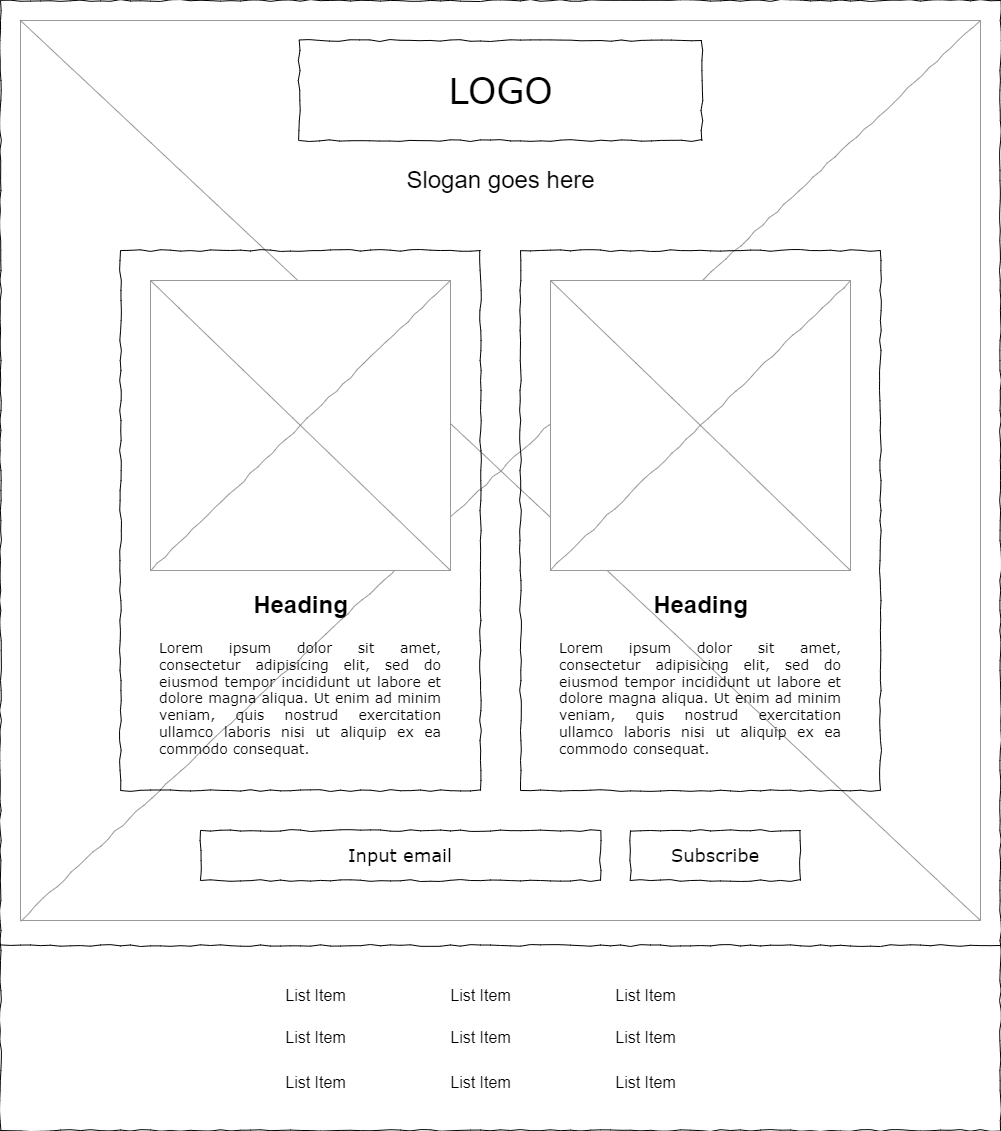 LOGO
Slogan goes here
Heading
Lorem ipsum dolor sit amet,
consectetur adipisicing elit, sed do
eiusmod tempor incididunt ut labore et
dolore magna aliqua. Ut enim ad minim
veniam, quis nostrud exercitation
ullamco laboris nisi ut aliquip ex ea
commodo consequat.
Heading
Lorem ipsum dolor sit amet,
consectetur adipisicing elit, sed do
eiusmod tempor incididunt ut labore et
dolore magna aliqua. Ut enim ad minim
veniam, quis nostrud exercitation
ullamco laboris nisi ut aliquip ex ea
commodo consequat.
Input email
Subscribe
List Item List Item List Item
List Item List Item List Item
List Item List Item List Item